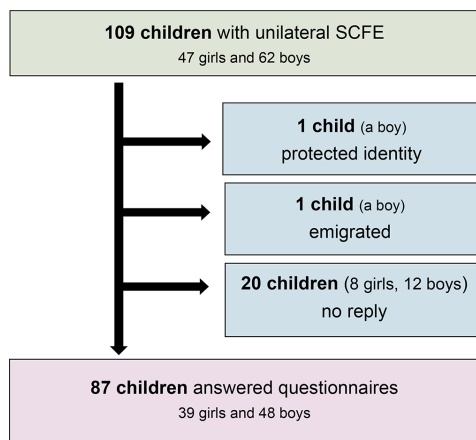 109 children with unilateral SCFE
47 girls and 62 boys
1 child (a boy)
protected identity
1 child (a boy)
emigrated
20 children (8 girls, 12 boys)
no reply
87 children answered questionnaires
39 girls and 48 boys